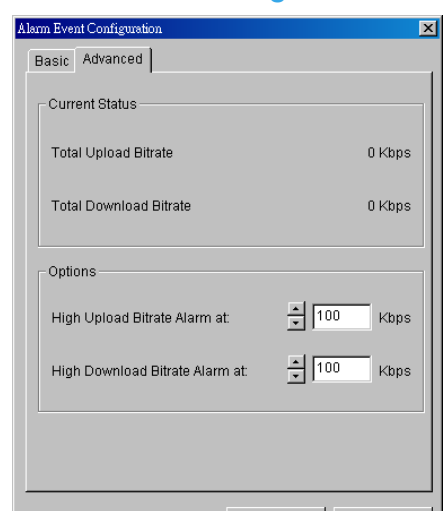 Alarm Event Configuration
Basic Advanced
Current Status
Total Upload Bitrate 0 Kbps
Total Download Bitrate 0 Kbps
Options
High Upload Bitrate Alarm at: 100 Kbps
High Download Bitrate Alarm at: 100 Kbps